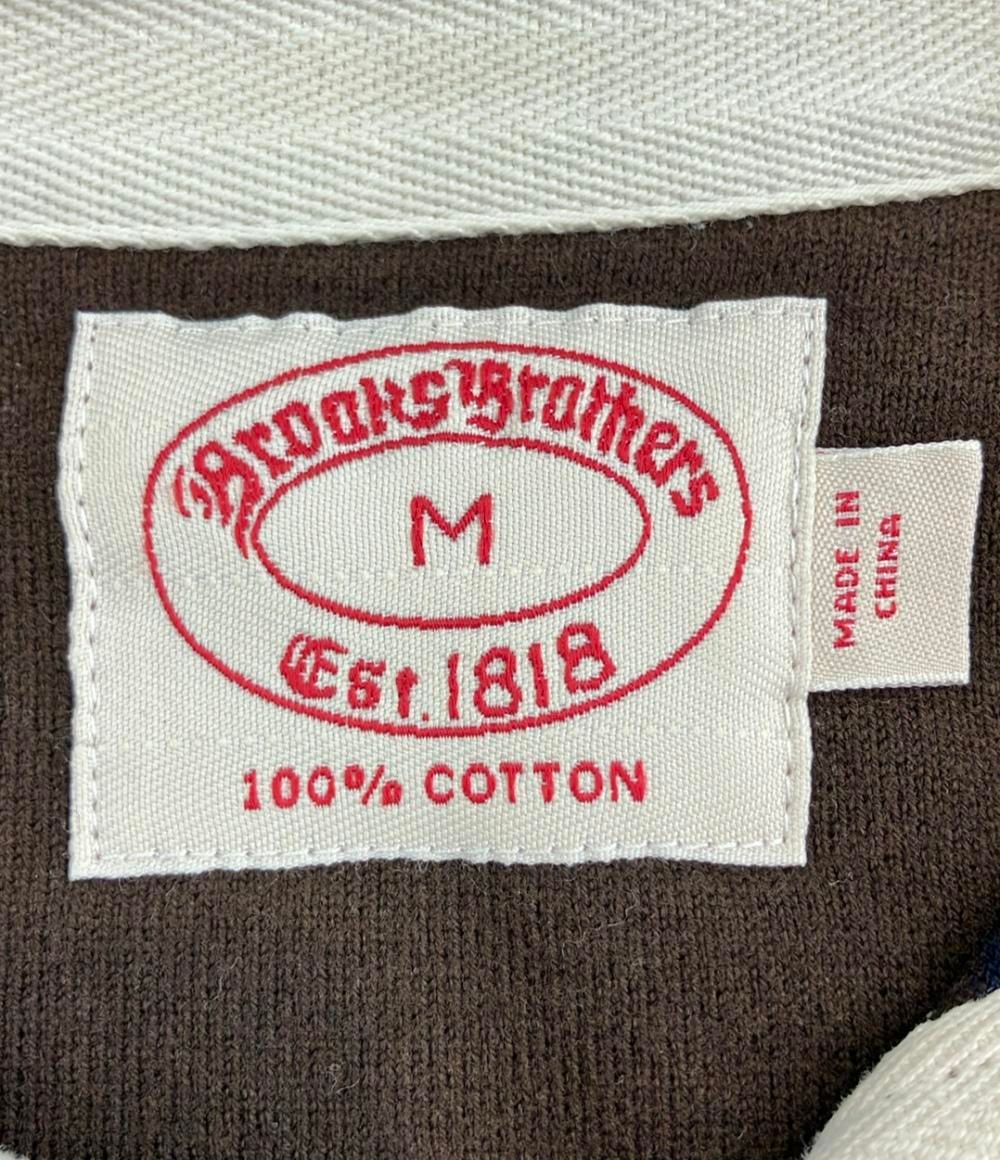 Brooks Brothers
M
Est. 1818
100% COTTON
MADE IN
CHINA